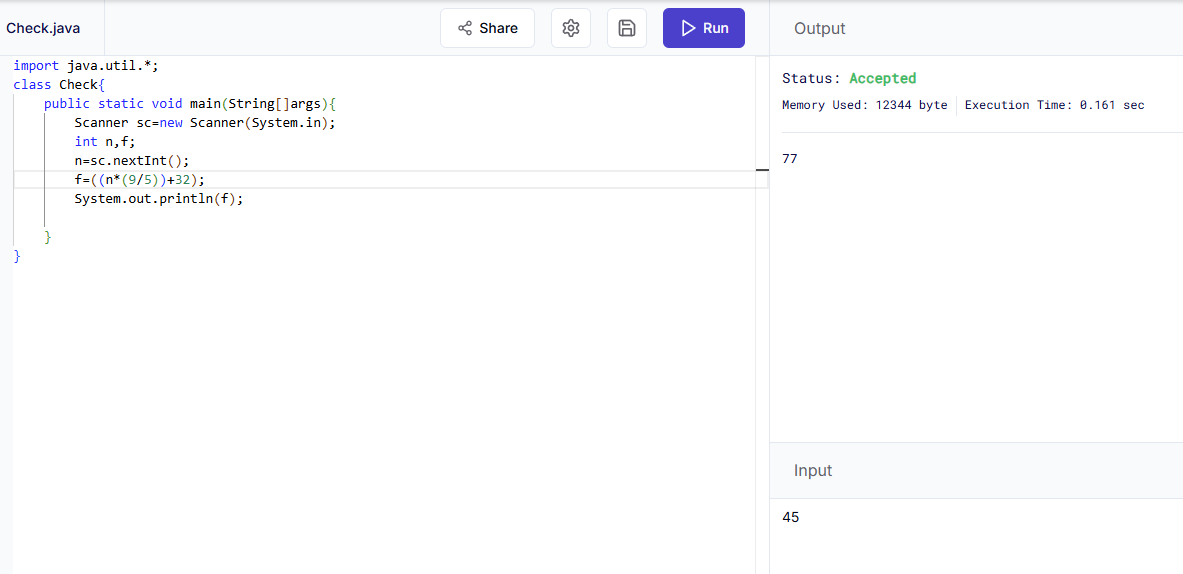 Check.java
Share
Run
import java.util.*;
class Check{
    public static void main(String[]args){
        Scanner sc=new Scanner(System.in);
        int n,f;
        n=sc.nextInt();
        f=((n*(9/5))+32);
        System.out.println(f);
    }
}
Output
Status: Accepted
Memory Used: 12344 byte Execution Time: 0.161 sec
77
Input
45